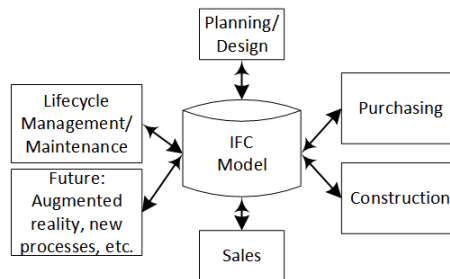 Planning/
Design
Lifecycle
Management/
Maintenance
IFC
Model
Purchasing
Future:
Augmented
reality, new
processes, etc.
Construction
Sales